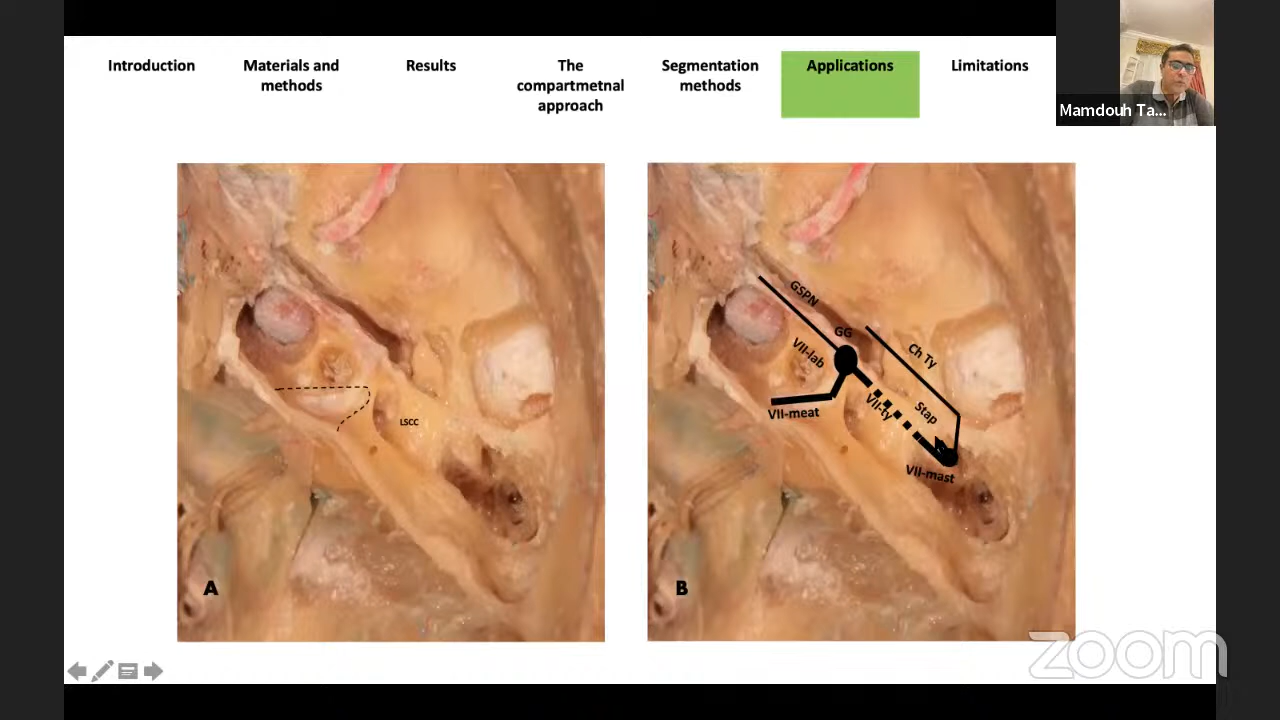 Introduction
Materials and
methods
Results
The
compartmetnal
approach
Segmentation
methods
Applications
Limitations
Mamdouh Ta...
LSCC
A
GSPN
GG
Ch Ty
VII-lab
VII-meat
VII-ty
Stap
VII-mast
B
zoom